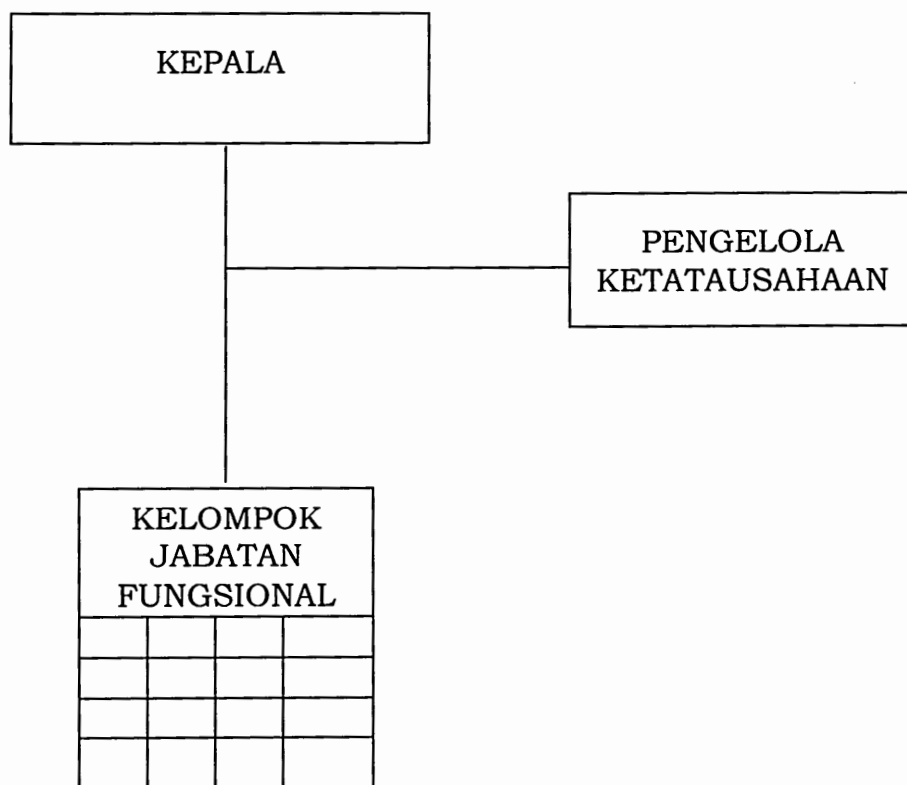 KEPALA
PENGELOLA
KETATAUSAHAAN
KELOMPOK
JABATAN
FUNGSIONAL